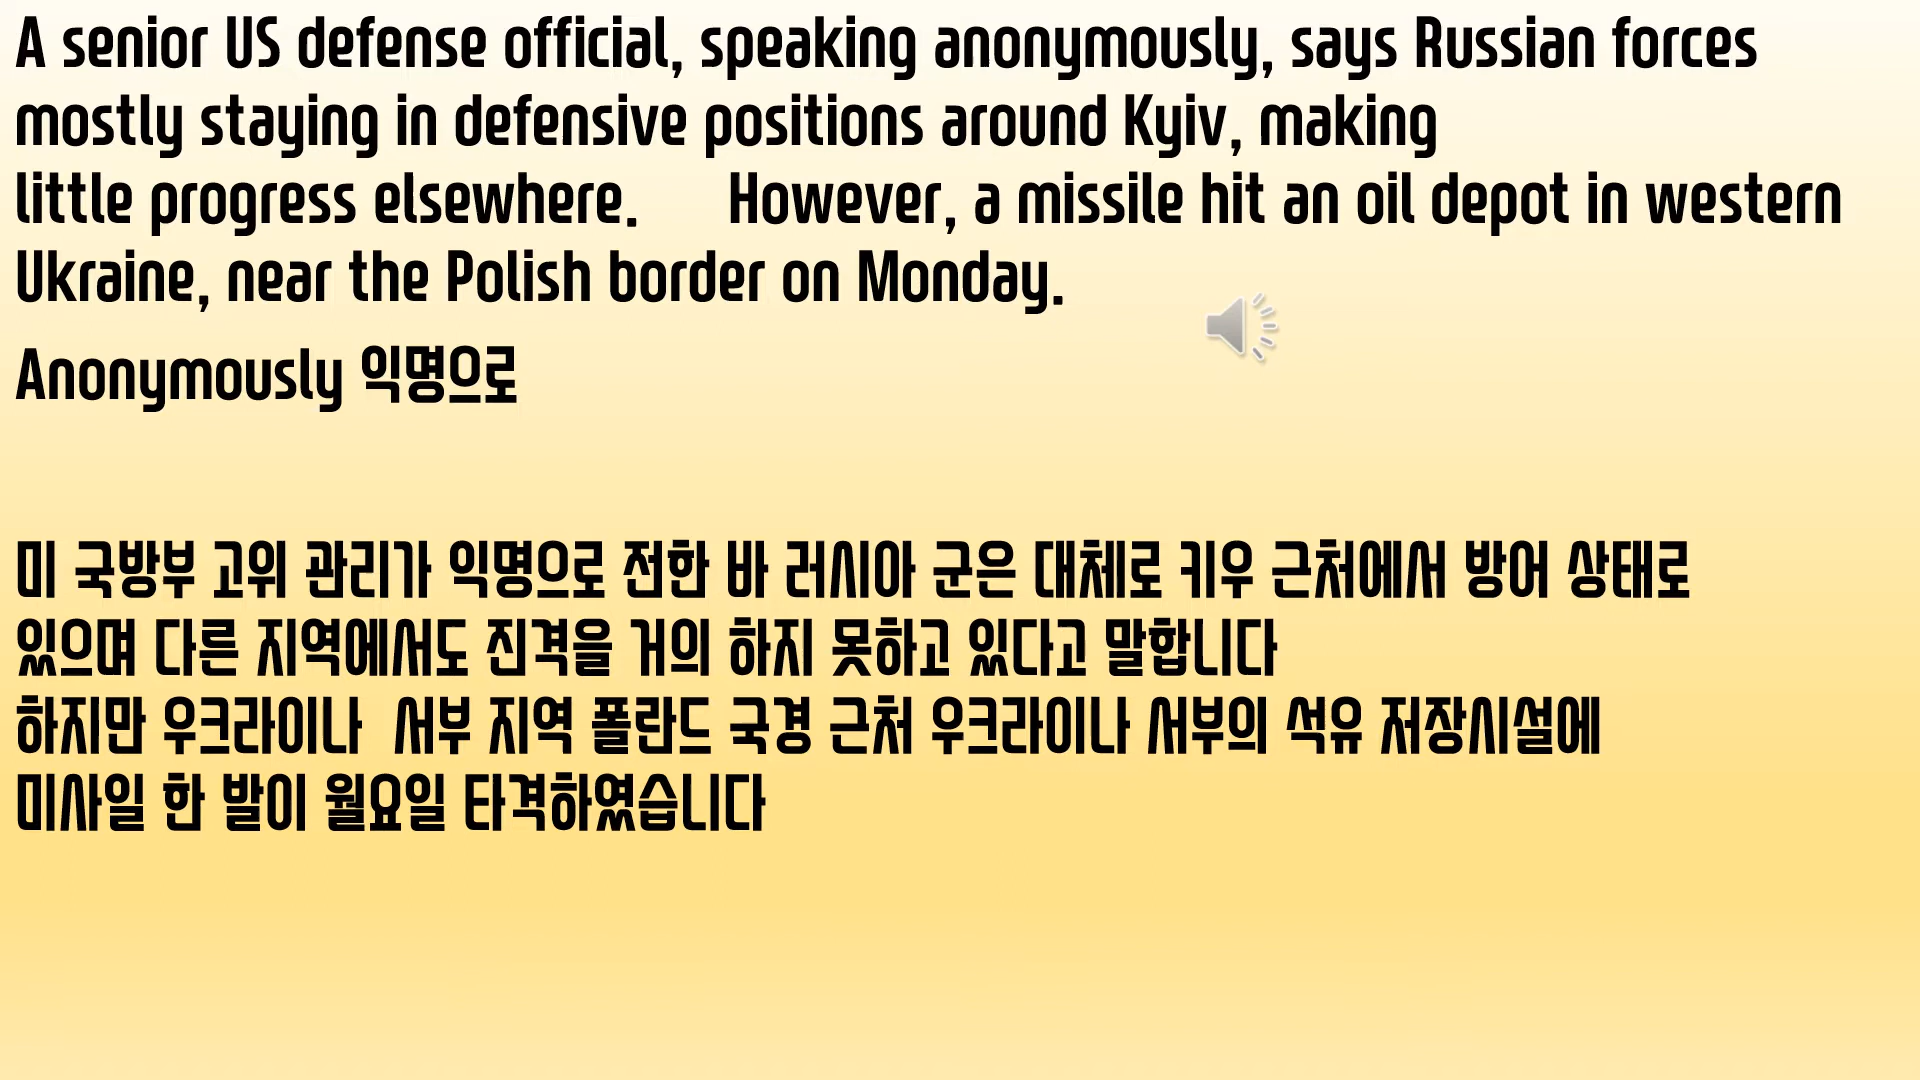 A senior US defense official, speaking anonymously, says Russian forces
mostly staying in defensive positions around Kyiv, making
little progress elsewhere. However, a missile hit an oil depot in western
Ukraine, near the Polish border on Monday.
Anonymously 익명으로
미 국방부 고위 관리가 익명으로 전한 바 러시아 군은 대체로 키우 근처에서 방어 상태로
있으며 다른 지역에서도 진격을 거의 하지 못하고 있다고 말합니다
하지만 우크라이나 서부 지역 폴란드 국경 근처 우크라이나 서부의 석유 저장시설에
미사일 한 발이 월요일 타격하였습니다